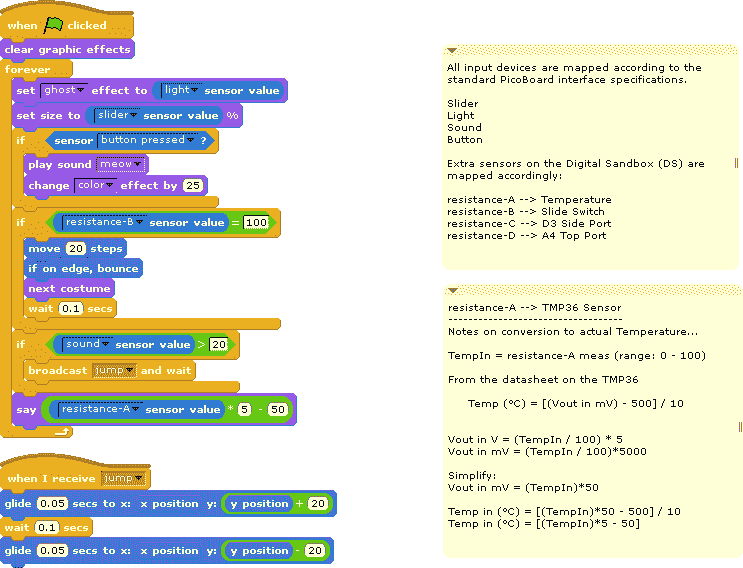 when clicked
clear graphic effects
forever
set ghost effect to light sensor value
set size to slider sensor value %
if sensor button pressed ?
play sound meow
change color effect by 25
if resistance-B sensor value = 100
move 20 steps
if on edge, bounce
next costume
wait 0.1 secs
if sound sensor value > 20
broadcast jump and wait
say resistance-A sensor value * 5 - 50
when I receive jump
glide 0.05 secs to x: x position y: y position + 20
wait 0.1 secs
glide 0.05 secs to x: x position y: y position - 20
All input devices are mapped according to the
standard PicoBoard interface specifications.
Slider
Light
Sound
Button
Extra sensors on the Digital Sandbox (DS) are
mapped accordingly:
resistance-A --> Temperature
resistance-B --> Slide Switch
resistance-C --> D3 Side Port
resistance-D --> A4 Top Port
resistance-A --> TMP36 Sensor
-----------------------------------
Notes on conversion to actual Temperature...
TempIn = resistance-A meas (range: 0 - 100)
From the datasheet on the TMP36
Temp (°C) = [(Vout in mV) - 500] / 10
Vout in V = (TempIn / 100) * 5
Vout in mV = (TempIn / 100)*5000
Simplify:
Vout in mV = (TempIn)*50
Temp in (°C) = [(TempIn)*50 - 500] / 10
Temp in (°C) = [(TempIn)*5 - 50]